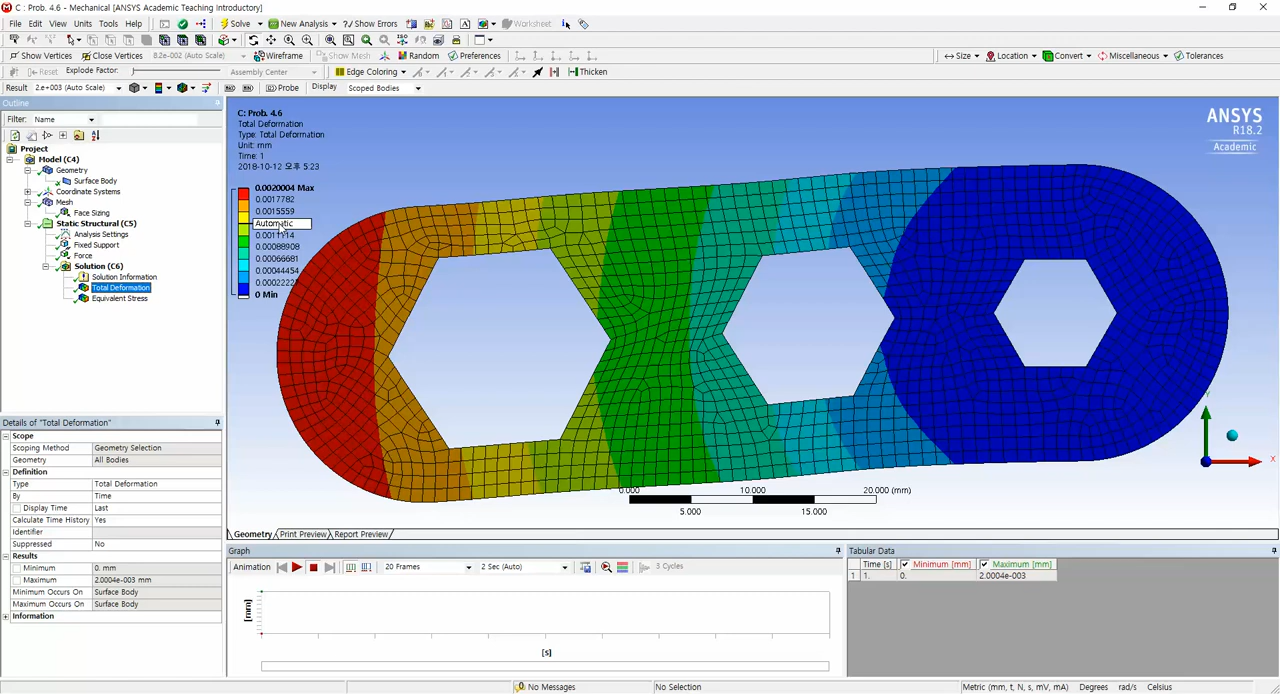 C : Prob. 4.6 - Mechanical [ANSYS Academic Teaching Introductory]
File Edit View Units Tools Help Solve New Analysis Show Errors Worksheet
Show Vertices Close Vertices 8.2e-002 (Auto Scale) Wireframe Show Mesh Random Preferences Size Location Convert Miscellaneous Tolerances
Reset Explode Factor: Assembly Center Edge Coloring Thicken
Result 2.e+003 (Auto Scale) Probe Display Scoped Bodies
Outline
Filter: Name
Project
Model (C4)
Geometry
Surface Body
Coordinate Systems
Mesh
Face Sizing
Static Structural (C5)
Analysis Settings
Fixed Support
Force
Solution (C6)
Solution Information
Total Deformation
Equivalent Stress
Details of "Total Deformation"
Scope
Scoping Method Geometry Selection
Geometry All Bodies
Definition
Type Total Deformation
By Time
Display Time Last
Calculate Time History Yes
Identifier
Suppressed No
Results
Minimum 0. mm
Maximum 2.0004e-003 mm
Minimum Occurs On Surface Body
Maximum Occurs On Surface Body
Information
C: Prob. 4.6
Total Deformation
Type: Total Deformation
Unit: mm
Time: 1
2018-10-12 오후 5:23
0.0020004 Max
0.0017782
0.0015559
Automatic
0.00088908
0.00066681
0.00044454
0 Min
ANSYS
R18.2
Academic
Y
X
0.000 10.000 20.000 (mm)
5.000 15.000
Geometry Print Preview Report Preview
Graph
Animation 20 Frames 2 Sec (Auto) 3 Cycles
[mm]
[s]
Tabular Data
Time [s] Minimum [mm] Maximum [mm]
1 1. 0. 2.0004e-003
0 No Messages No Selection Metric (mm, t, N, s, mV, mA) Degrees rad/s Celsius